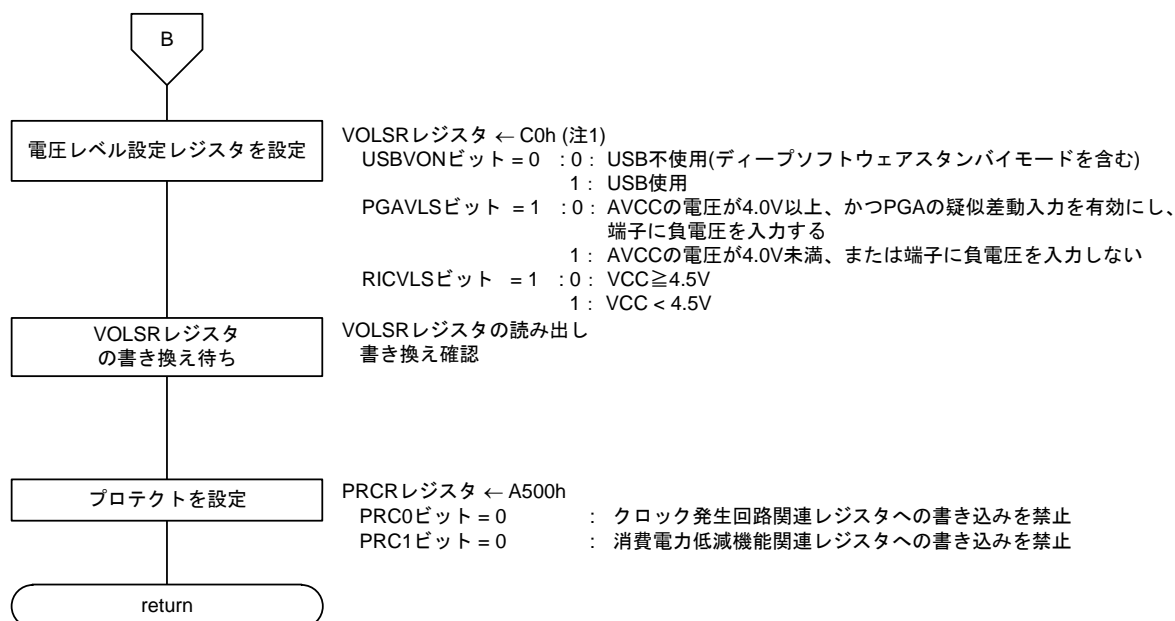 B
電圧レベル設定レジスタを設定
VOLSRレジスタ ← C0h (注1)
USBVONビット = 0 : 0 : USB不使用(ディープソフトウェアスタンバイモードを含む)
1 : USB使用
PGAVLSビット = 1 : 0 : AVCCの電圧が4.0V以上、かつPGAの疑似差動入力を有効にし、
端子に負電圧を入力する
1 : AVCCの電圧が4.0V未満、または端子に負電圧を入力しない
RICVLSビット = 1 : 0 : VCC≧4.5V
1 : VCC < 4.5V
VOLSRレジスタ
の書き換え待ち
VOLSRレジスタの読み出し
書き換え確認
プロテクトを設定
PRCRレジスタ ← A500h
PRC0ビット = 0 : クロック発生回路関連レジスタへの書き込みを禁止
PRC1ビット = 0 : 消費電力低減機能関連レジスタへの書き込みを禁止
return